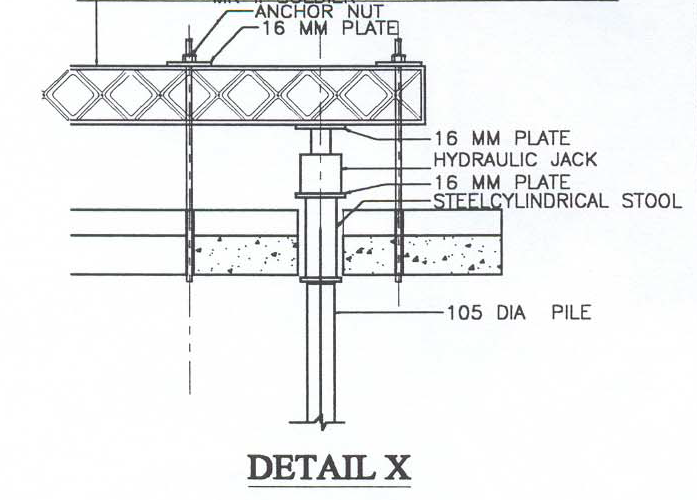 ANCHOR NUT
16 MM PLATE
16 MM PLATE
HYDRAULIC JACK
16 MM PLATE
STEELCYLINDRICAL STOOL
105 DIA PILE
DETAIL X